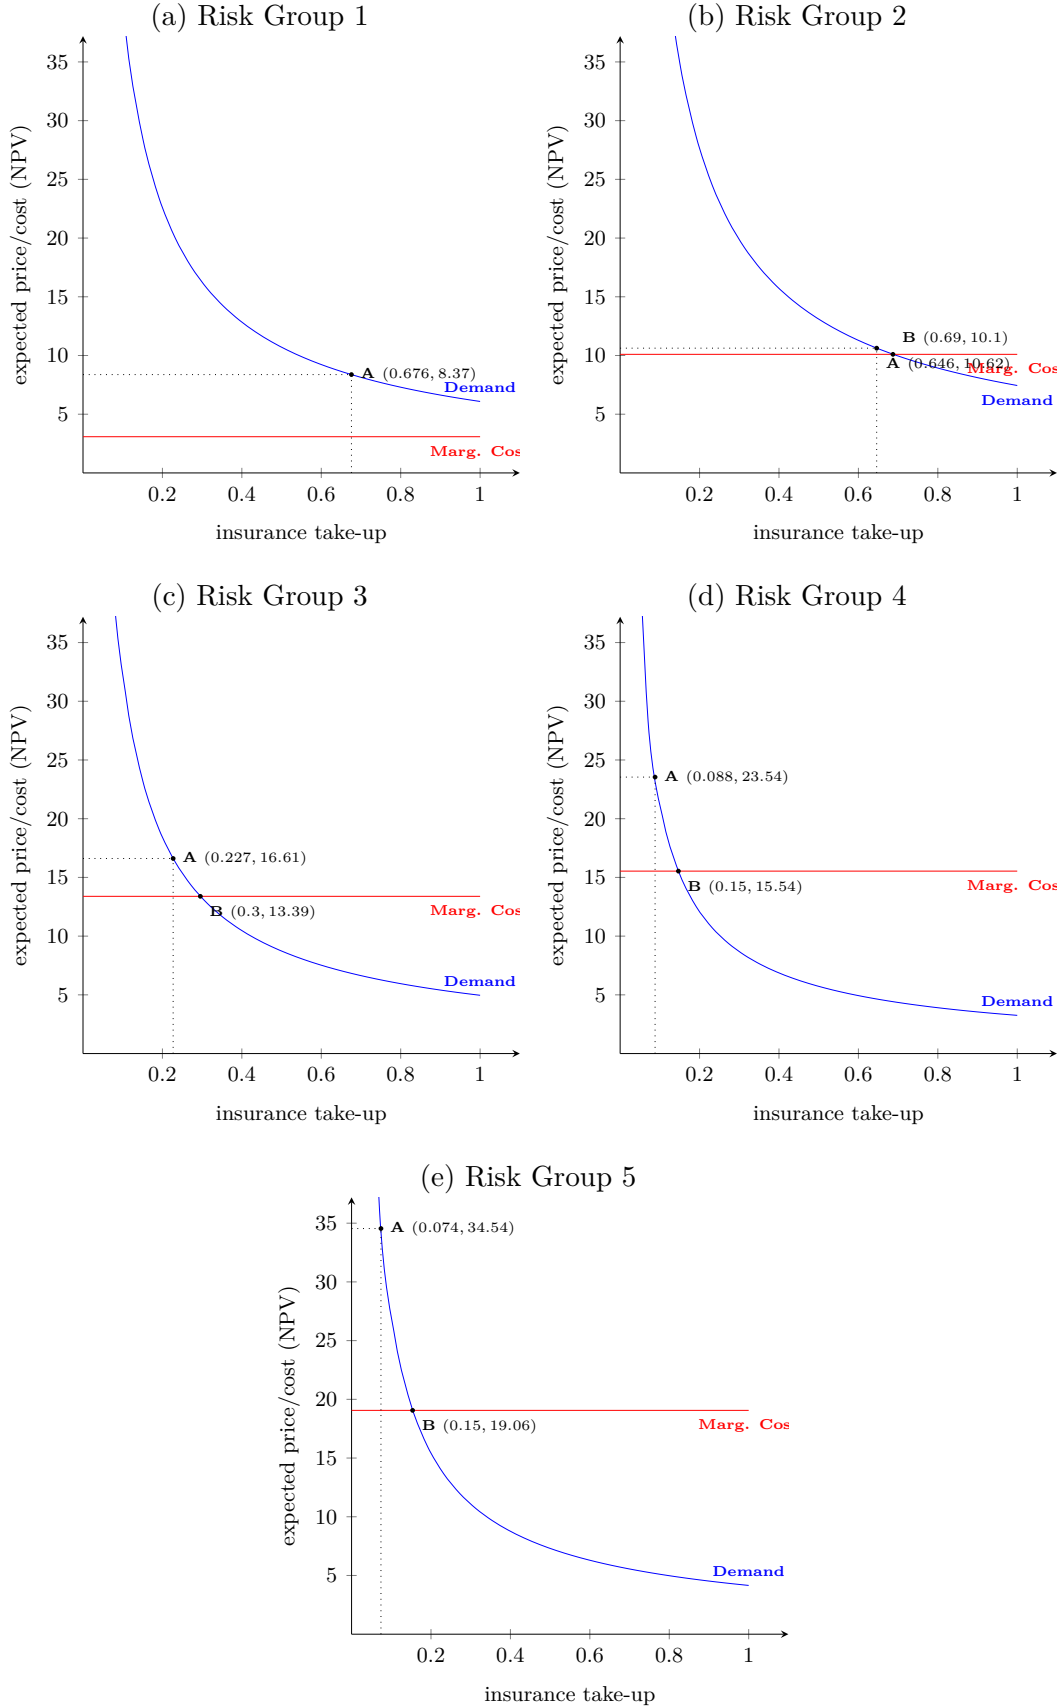 (a) Risk Group 1
35
30
25
20
15
10
5
0.2 0.4 0.6 0.8 1
insurance take-up
expected price/cost (NPV)
A (0.676, 8.37)
Demand
Marg. Cos
(b) Risk Group 2
35
30
25
20
15
10
5
0.2 0.4 0.6 0.8 1
insurance take-up
expected price/cost (NPV)
B (0.69, 10.1)
A (0.646, 10.62)
Marg. Cos
Demand
(c) Risk Group 3
35
30
25
20
15
10
5
0.2 0.4 0.6 0.8 1
insurance take-up
expected price/cost (NPV)
A (0.227, 16.61)
B (0.3, 13.39)
Marg. Cos
Demand
(d) Risk Group 4
35
30
25
20
15
10
5
0.2 0.4 0.6 0.8 1
insurance take-up
expected price/cost (NPV)
A (0.088, 23.54)
B (0.15, 15.54)
Marg. Cos
Demand
(e) Risk Group 5
35
30
25
20
15
10
5
0.2 0.4 0.6 0.8 1
insurance take-up
expected price/cost (NPV)
A (0.074, 34.54)
B (0.15, 19.06)
Marg. Cos
Demand